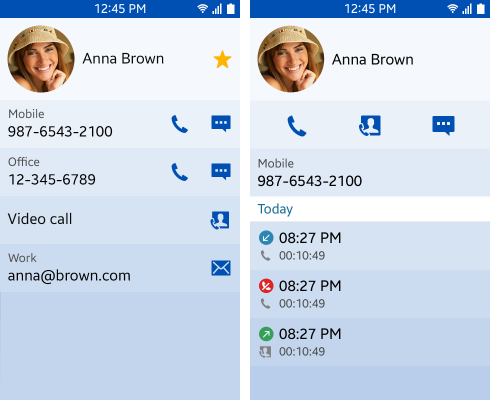 12:45 PM
Anna Brown
Mobile
987-6543-2100
Office
12-345-6789
Video call
Work
anna@brown.com
12:45 PM
Anna Brown
Mobile
987-6543-2100
Today
08:27 PM
00:10:49
08:27 PM
00:10:49
08:27 PM
00:10:49